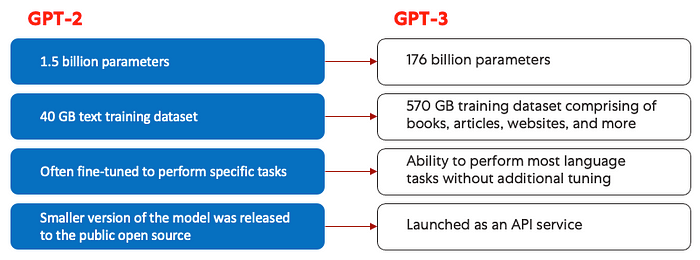 GPT-2
GPT-3
1.5 billion parameters
176 billion parameters
40 GB text training dataset
570 GB training dataset comprising of
books, articles, websites, and more
Often fine-tuned to perform specific tasks
Ability to perform most language
tasks without additional tuning
Smaller version of the model was released
to the public open source
Launched as an API service